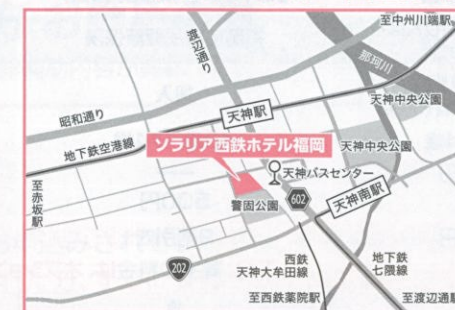 至中州川端駅
渡辺通り
那珂川
天神中央公園
昭和通り
天神駅
地下鉄空港線
ソラリア西鉄ホテル福岡
天神中央公園
天神バスセンター
至赤坂駅
警固公園
602
天神南駅
202
西鉄
天神大牟田線
地下鉄
七隈線
至西鉄薬院駅
至渡辺通駅